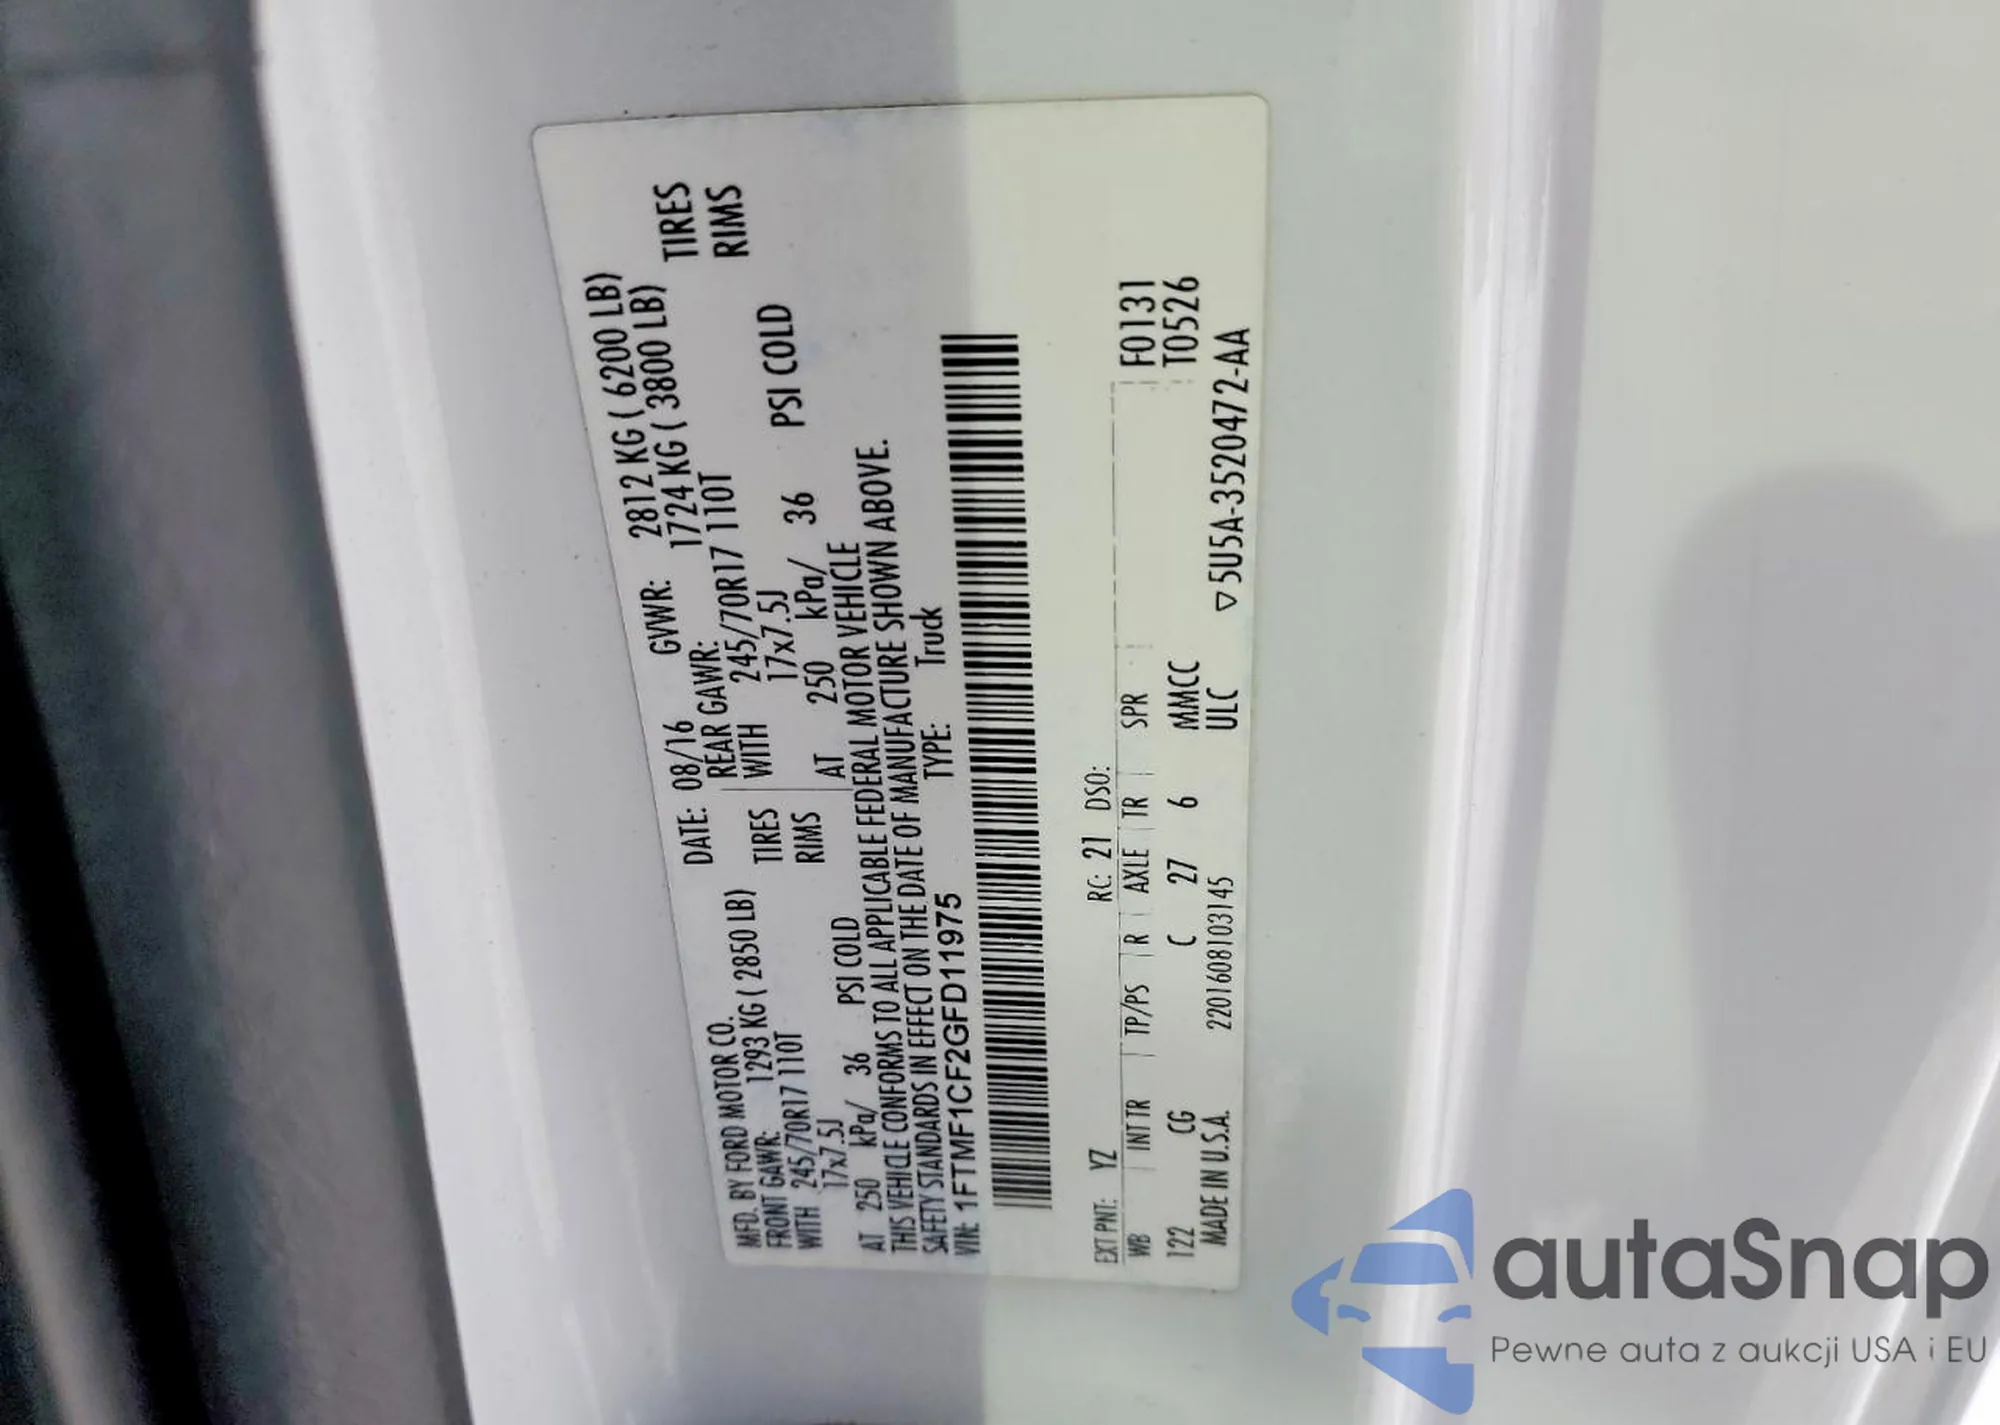 MFD. BY FORD MOTOR CO. DATE: 08/16 GVWR: 2812 KG ( 6200 LB)
FRONT GAWR: 1293 KG ( 2850 LB) REAR GAWR: 1724 KG ( 3800 LB)
WITH 245/70R17 110T TIRES WITH 245/70R17 110T TIRES
17x7.5J RIMS 17x7.5J RIMS
AT 250 kPa/ 36 PSI COLD AT 250 kPa/ 36 PSI COLD
THIS VEHICLE CONFORMS TO ALL APPLICABLE FEDERAL MOTOR VEHICLE
SAFETY STANDARDS IN EFFECT ON THE DATE OF MANUFACTURE SHOWN ABOVE.
VIN: 1FTMF1CF2GFD11975 TYPE: Truck
EXT PNT: YZ RC: 21 DSO:
WB INT TR TP/PS R AXLE TR SPR F0131
122 CG C 27 6 MMCC T0526
MADE IN U.S.A. 2201608103145 ULC ▽5U5A-3520472-AA
autaSnap
Pewne auta z aukcji USA i EU